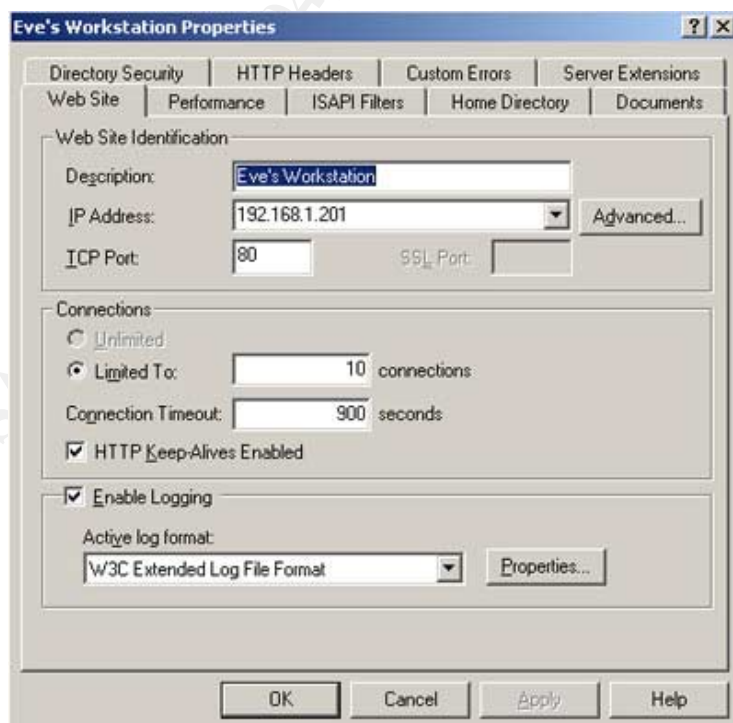 Eve's Workstation Properties
Directory Security HTTP Headers Custom Errors Server Extensions
Web Site Performance ISAPI Filters Home Directory Documents
Web Site Identification
Description: Eve's Workstation
IP Address: 192.168.1.201 Advanced...
TCP Port: 80 SSL Port:
Connections
Unlimited
Limited To: 10 connections
Connection Timeout: 900 seconds
HTTP Keep-Alives Enabled
Enable Logging
Active log format:
W3C Extended Log File Format Properties...
OK Cancel Apply Help